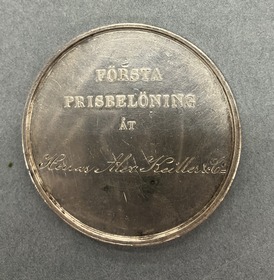 FÖRSTA
PRISBELÖNING
ÅT
Herrar Alex. Keiller & Co